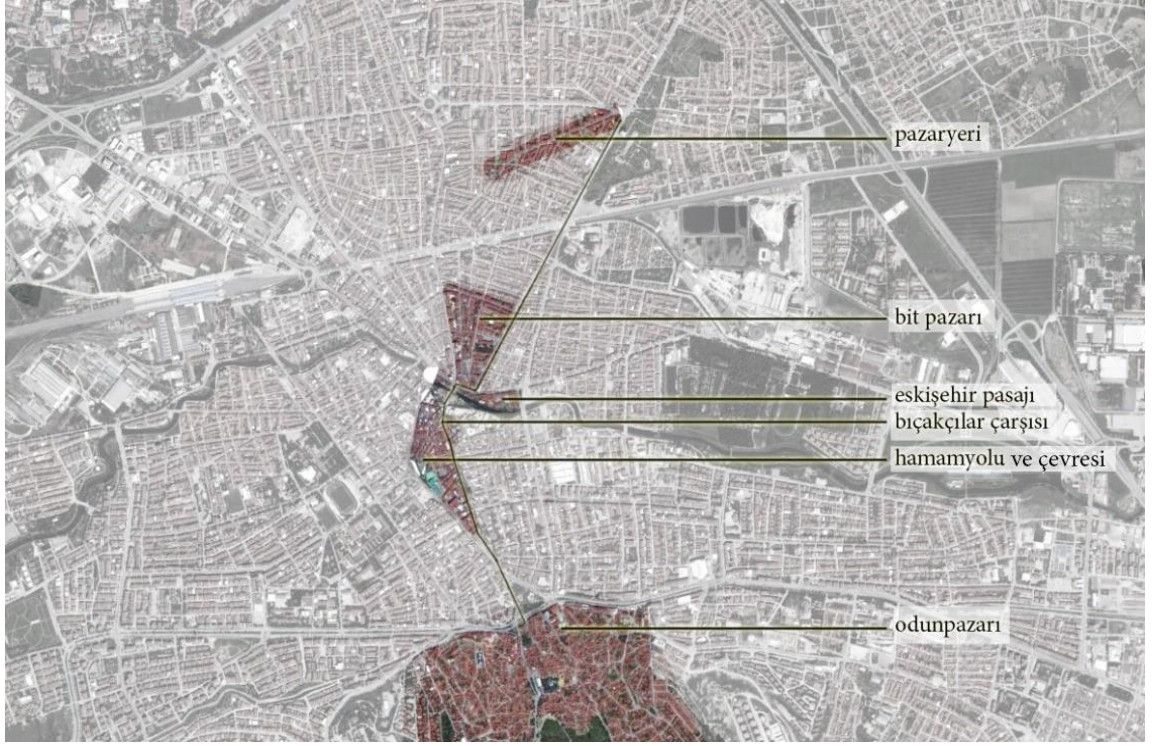 pazaryeri
bit pazarı
eskişehir pasajı
bıçakçılar çarşısı
hamamyolu ve çevresi
odunpazarı